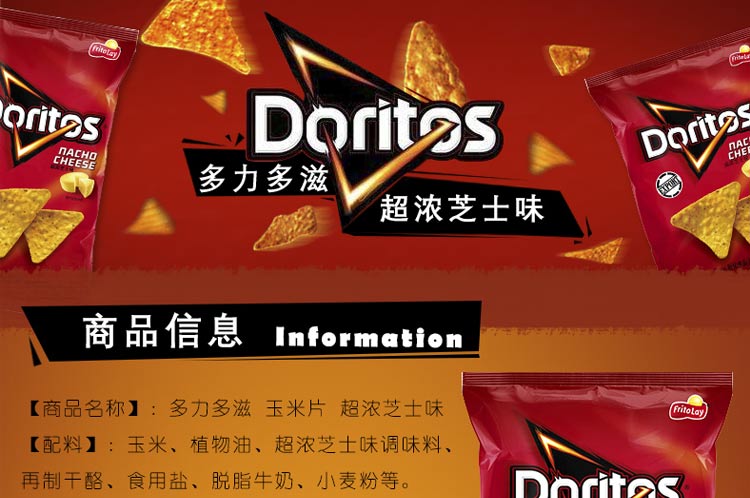 FritoLay
Doritos
NACHO
CHEESE
Doritos
多力多滋
超浓芝士味
FritoLay
Doritos
NACHO
EXPORT
商品信息 Information
【商品名称】：多力多滋 玉米片 超浓芝士味
【配料】：玉米、植物油、超浓芝士味调味料、
再制干酪、食用盐、脱脂牛奶、小麦粉等。
FritoLay
Doritos